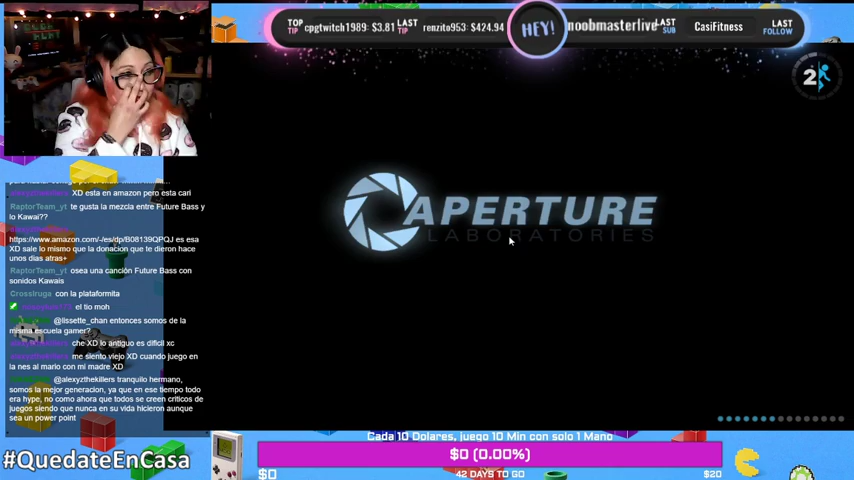 TOP TIP
cpgtwitch1989: $3.81
LAST TIP
renzito953: $424.94
HEY!
noobmasterlive
LAST SUB
CasiFitness
LAST FOLLOW
2
APERTURE
LABORATORIES
XD esta en amazon pero esta cari
RaptorTeam_yt te gusta la mezcla entre Future Bass y
lo Kawai??
https://www.amazon.com/-/es/dp/B08139QPQJ es esa
XD sale lo mismo que la donacion que te dieron hace
unos dias atras+
RaptorTeam_yt osea una canción Future Bass con
sonidos Kawais
CrossIruga con la plataformita
el tio moh
@lissette_chan entonces somos de la
misma escuela gamer?
alexyzthekillers che XD lo antiguo es dificil xc
alexyzthekillers me siento viejo XD cuando juego en
la nes al mario con mi madre XD
@alexyzthekillers tranquilo hermano,
somos la mejor generacion, ya que en ese tiempo todo
era hype, no como ahora que todos se creen criticos de
juegos siendo que nunca en su vida hicieron aunque
sea un power point
#QuedateEnCasa
Cada 10 Dolares, juego 10 Min con solo 1 Mano
$0 (0.00%)
$0
42 DAYS TO GO
$20